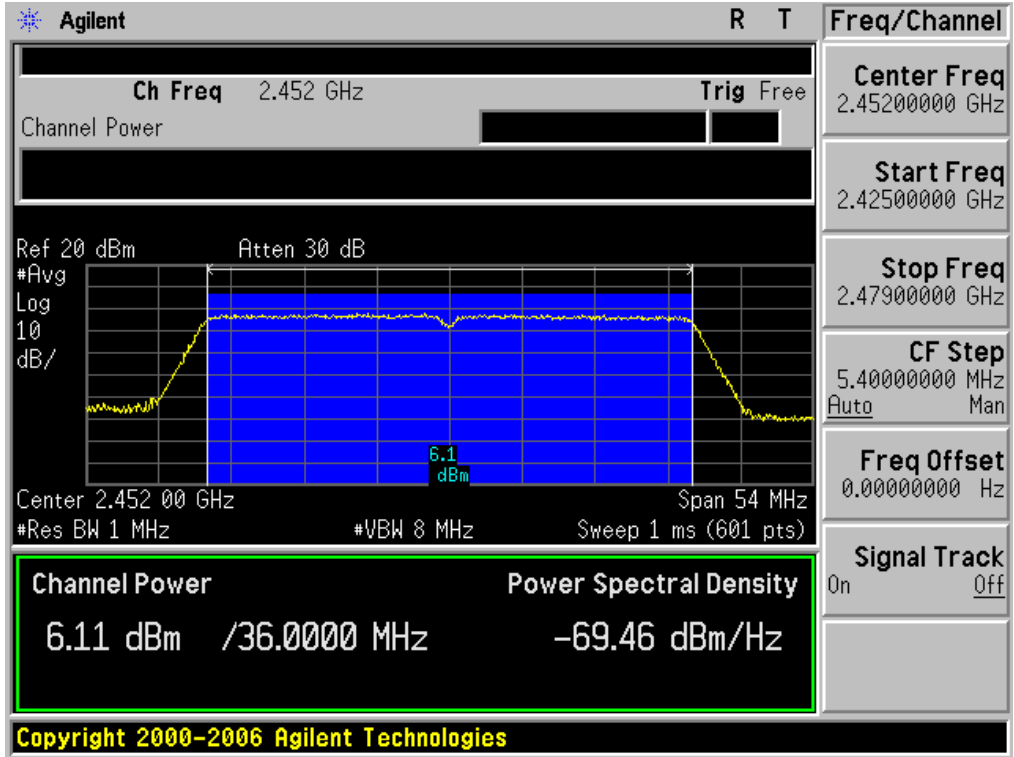 Agilent R T
Freq/Channel
Ch Freq 2.452 GHz Trig Free
Channel Power
Center Freq
2.45200000 GHz
Start Freq
2.42500000 GHz
Stop Freq
2.47900000 GHz
CF Step
5.40000000 MHz
Auto Man
Freq Offset
0.00000000 Hz
Signal Track
On Off
Ref 20 dBm Atten 30 dB
#Avg
Log
10
dB/
6.1
dBm
Center 2.452 00 GHz Span 54 MHz
#Res BW 1 MHz #VBW 8 MHz Sweep 1 ms (601 pts)
Channel Power Power Spectral Density
6.11 dBm /36.0000 MHz -69.46 dBm/Hz
Copyright 2000-2006 Agilent Technologies